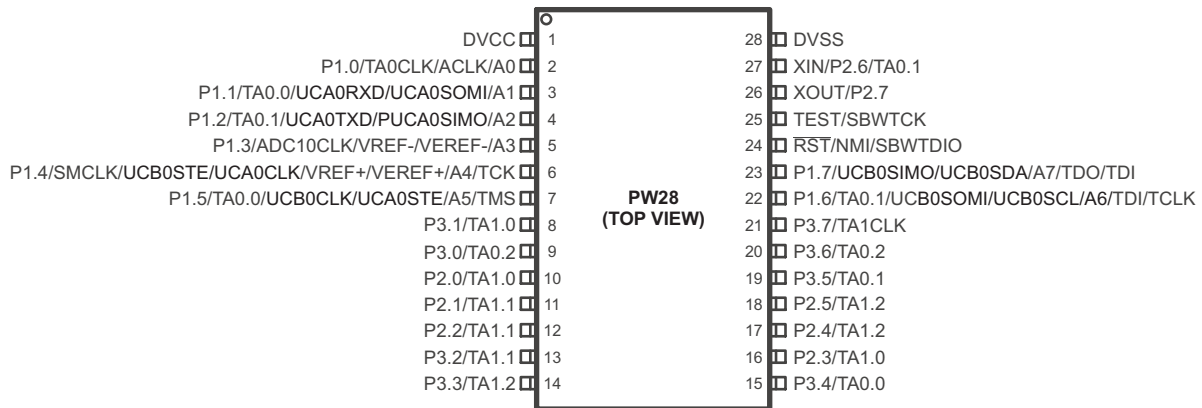 DVCC 1 28 DVSS
P1.0/TA0CLK/ACLK/A0 2 27 XIN/P2.6/TA0.1
P1.1/TA0.0/UCA0RXD/UCA0SOMI/A1 3 26 XOUT/P2.7
P1.2/TA0.1/UCA0TXD/PUCA0SIMO/A2 4 25 TEST/SBWTCK
P1.3/ADC10CLK/VREF-/VEREF-/A3 5 24 RST/NMI/SBWTDIO
P1.4/SMCLK/UCB0STE/UCA0CLK/VREF+/VEREF+/A4/TCK 6 23 P1.7/UCB0SIMO/UCB0SDA/A7/TDO/TDI
P1.5/TA0.0/UCB0CLK/UCA0STE/A5/TMS 7 PW28 22 P1.6/TA0.1/UCB0SOMI/UCB0SCL/A6/TDI/TCLK
P3.1/TA1.0 8 (TOP VIEW) 21 P3.7/TA1CLK
P3.0/TA0.2 9 20 P3.6/TA0.2
P2.0/TA1.0 10 19 P3.5/TA0.1
P2.1/TA1.1 11 18 P2.5/TA1.2
P2.2/TA1.1 12 17 P2.4/TA1.2
P3.2/TA1.1 13 16 P2.3/TA1.0
P3.3/TA1.2 14 15 P3.4/TA0.0